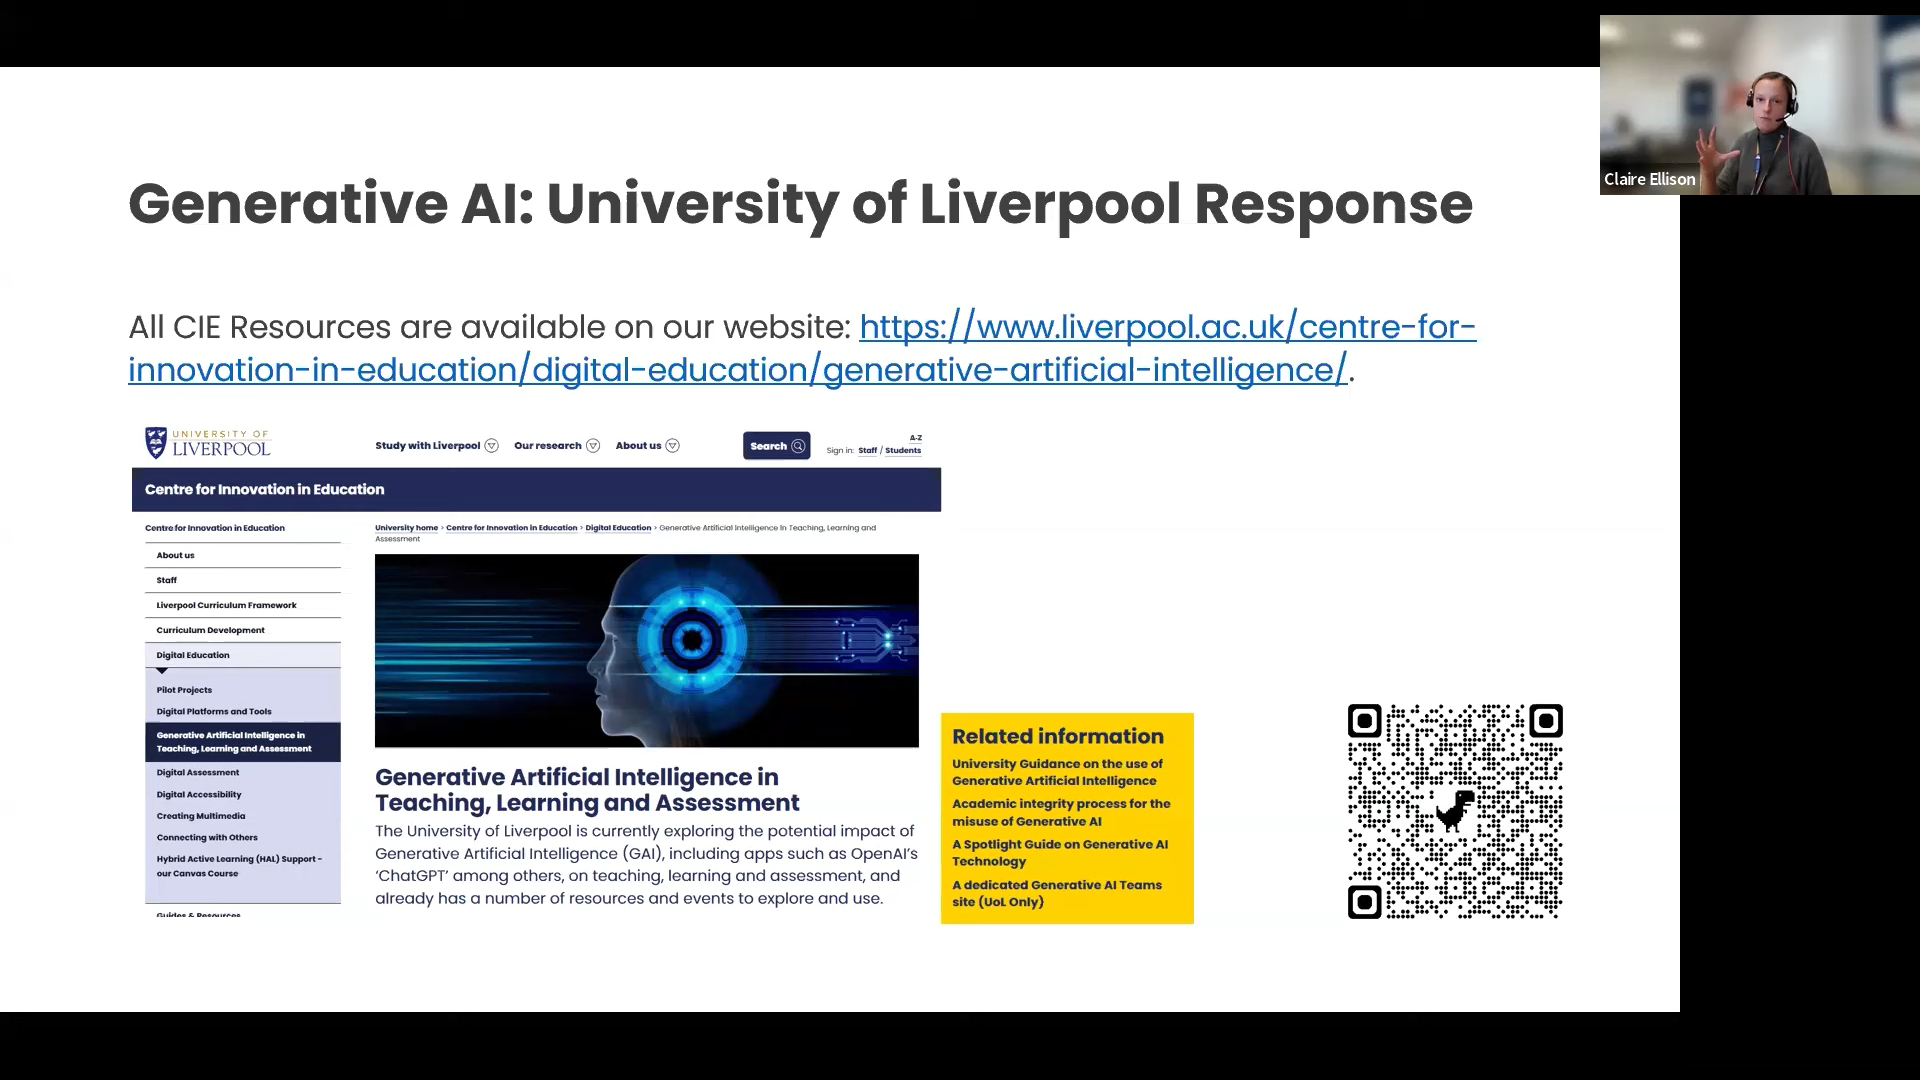 Claire Ellison
Generative AI: University of Liverpool Response
All CIE Resources are available on our website: https://www.liverpool.ac.uk/centre-for-
innovation-in-education/digital-education/generative-artificial-intelligence/.
UNIVERSITY OF
LIVERPOOL
Study with Liverpool
Our research
About us
Search
A-Z
Sign in: Staff / Students
Centre for Innovation in Education
Centre for Innovation in Education
About us
Staff
Liverpool Curriculum Framework
Curriculum Development
Digital Education
Pilot Projects
Digital Platforms and Tools
Generative Artificial Intelligence in
Teaching, Learning and Assessment
Digital Assessment
Digital Accessibility
Creating Multimedia
Connecting with Others
Hybrid Active Learning (HAL) Support -
our Canvas Course
Guides & Resources
University home > Centre for Innovation in Education > Digital Education > Generative Artificial Intelligence In Teaching, Learning and
Assessment
Generative Artificial Intelligence in
Teaching, Learning and Assessment
The University of Liverpool is currently exploring the potential impact of
Generative Artificial Intelligence (GAI), including apps such as OpenAI's
'ChatGPT' among others, on teaching, learning and assessment, and
already has a number of resources and events to explore and use.
Related information
University Guidance on the use of
Generative Artificial Intelligence
Academic integrity process for the
misuse of Generative AI
A Spotlight Guide on Generative AI
Technology
A dedicated Generative AI Teams
site (UoL Only)